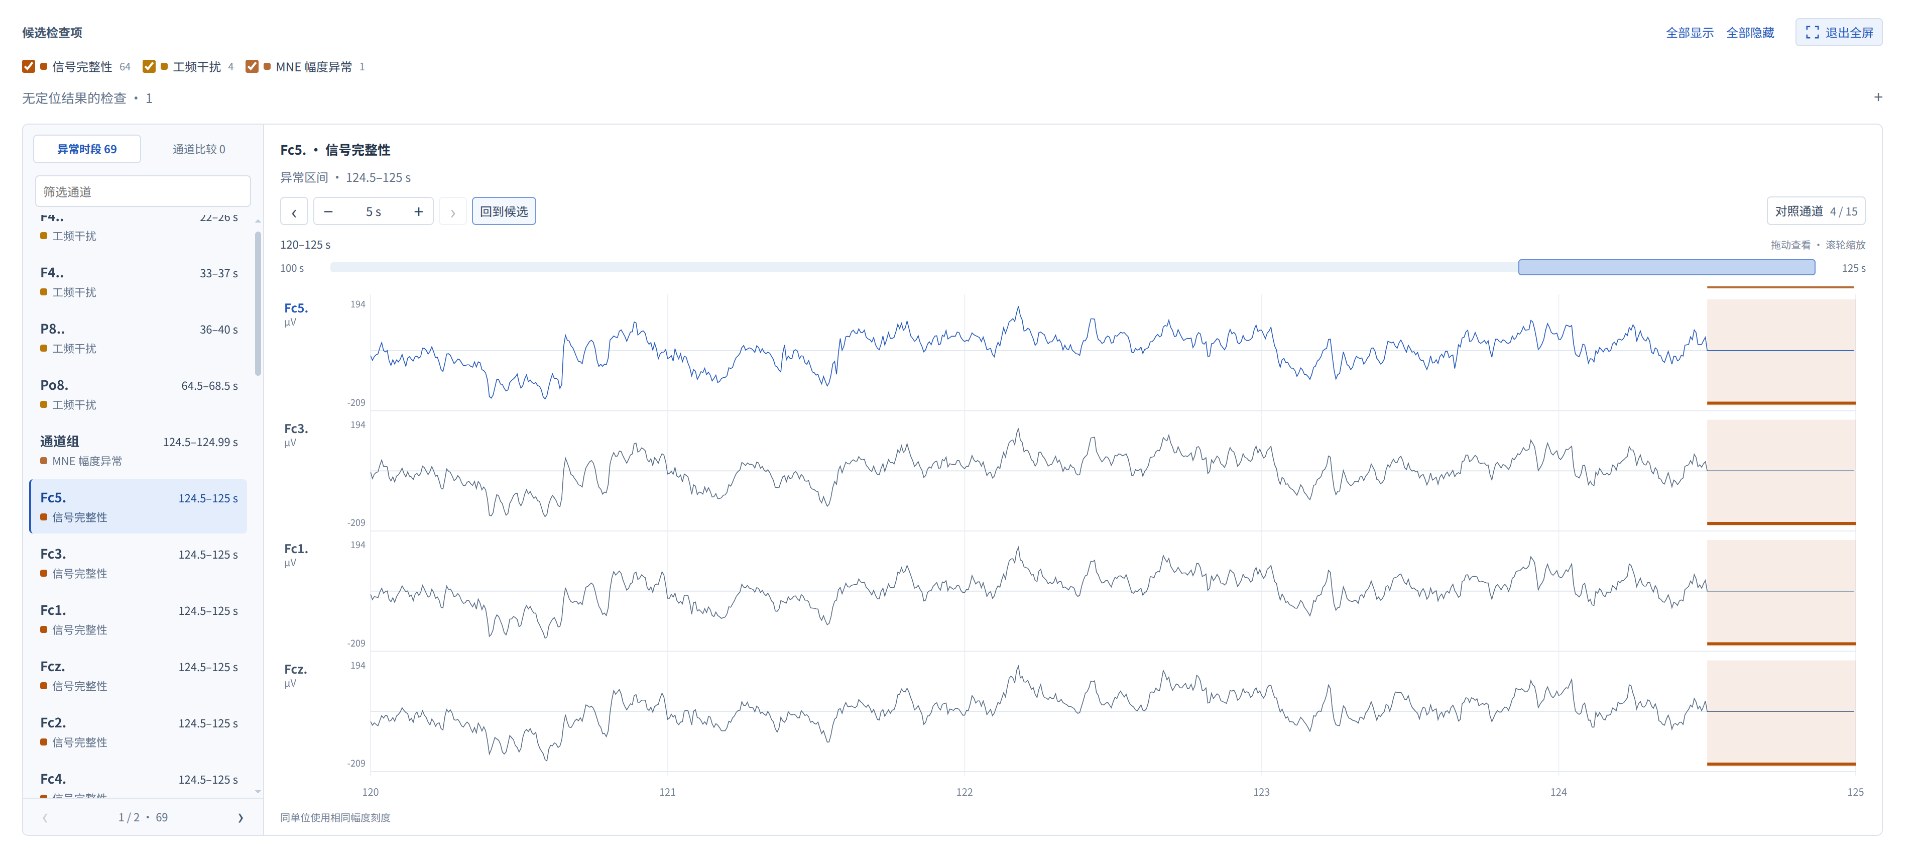 候选检查项
全部显示 全部隐藏 退出全屏
信号完整性 64 工频干扰 4 MNE 幅度异常 1
无定位结果的检查 · 1
+
异常时段 69 通道比较 0
筛选通道
F4.. 22–26 s
工频干扰
F4.. 33–37 s
工频干扰
P8.. 36–40 s
工频干扰
Po8. 64.5–68.5 s
工频干扰
通道组 124.5–124.99 s
MNE 幅度异常
Fc5. 124.5–125 s
信号完整性
Fc3. 124.5–125 s
信号完整性
Fc1. 124.5–125 s
信号完整性
Fcz. 124.5–125 s
信号完整性
Fc2. 124.5–125 s
信号完整性
Fc4. 124.5–125 s
信号完整性
‹ 1 / 2 · 69 ›
Fc5. · 信号完整性
异常区间 · 124.5–125 s
‹ − 5 s + › 回到候选
对照通道 4 / 15
120–125 s
拖动查看 · 滚轮缩放
100 s 125 s
Fc5. 194
μV
-209
Fc3. 194
μV
-209
Fc1. 194
μV
-209
Fcz. 194
μV
-209
120 121 122 123 124 125
同单位使用相同幅度刻度